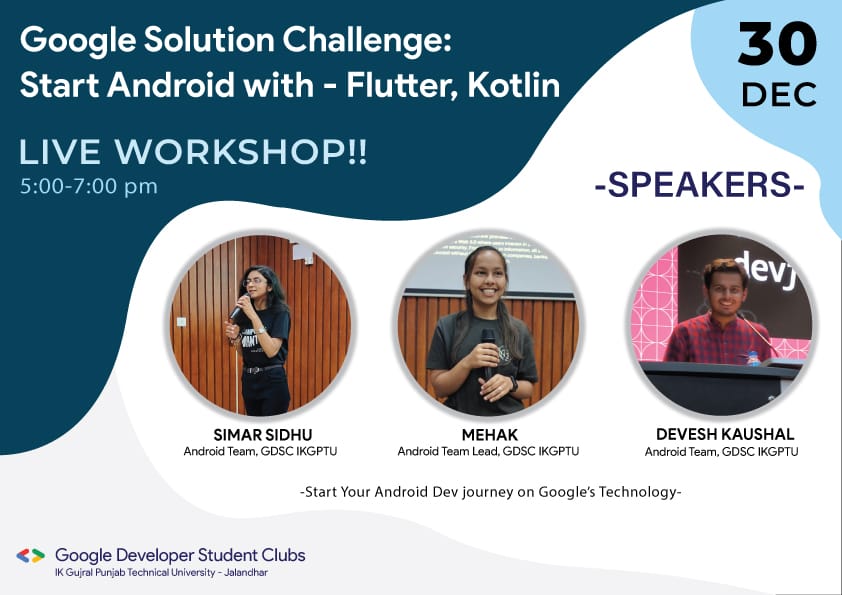 Google Solution Challenge:
Start Android with - Flutter, Kotlin
LIVE WORKSHOP!!
5:00-7:00 pm
30
DEC
-SPEAKERS-
devf
SIMAR SIDHU
Android Team, GDSC IKGPTU
MEHAK
Android Team Lead, GDSC IKGPTU
DEVESH KAUSHAL
Android Team, GDSC IKGPTU
-Start Your Android Dev journey on Google's Technology-
Google Developer Student Clubs
IK Gujral Punjab Technical University - Jalandhar